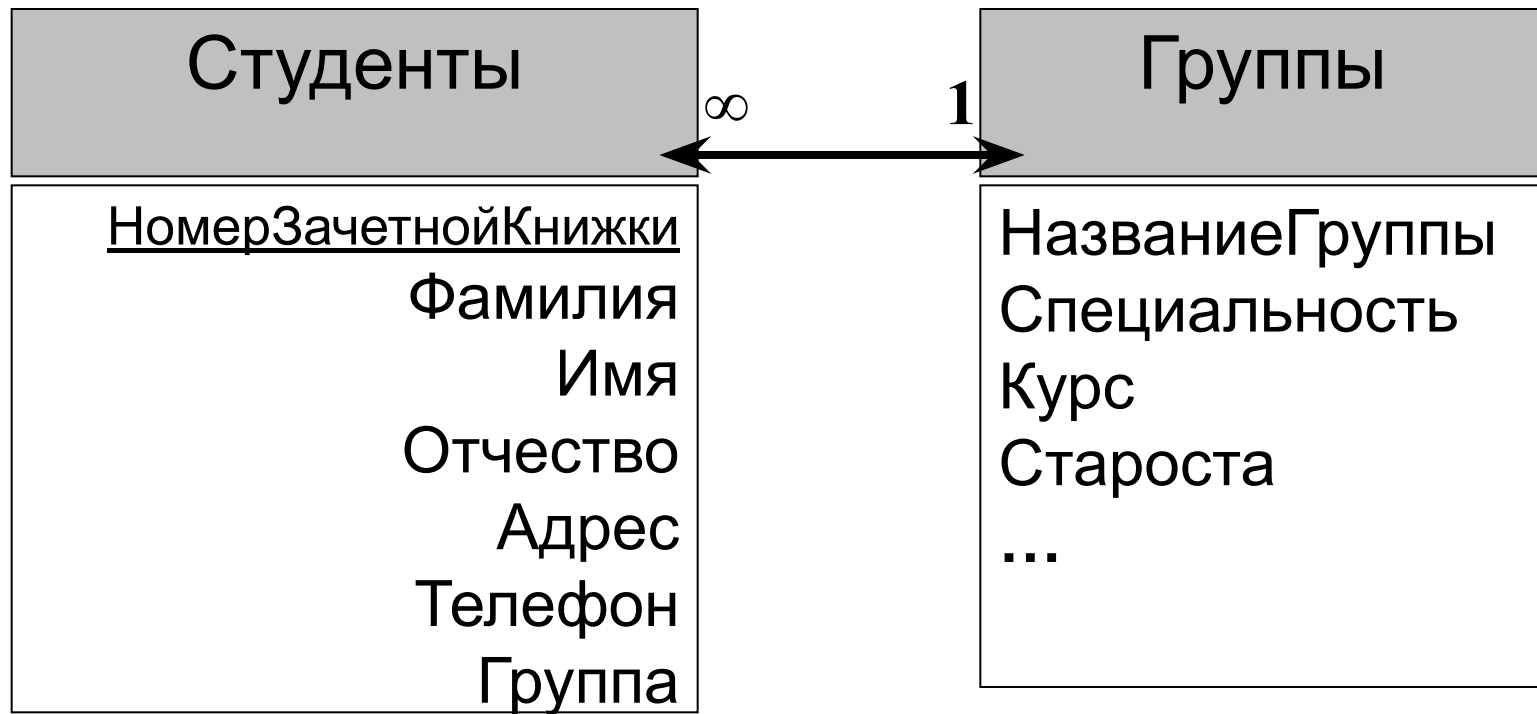 Студенты
∞
1
Группы
НомерЗачетнойКнижки
Фамилия
Имя
Отчество
Адрес
Телефон
Группа
НазваниеГруппы
Специальность
Курс
Староста
...